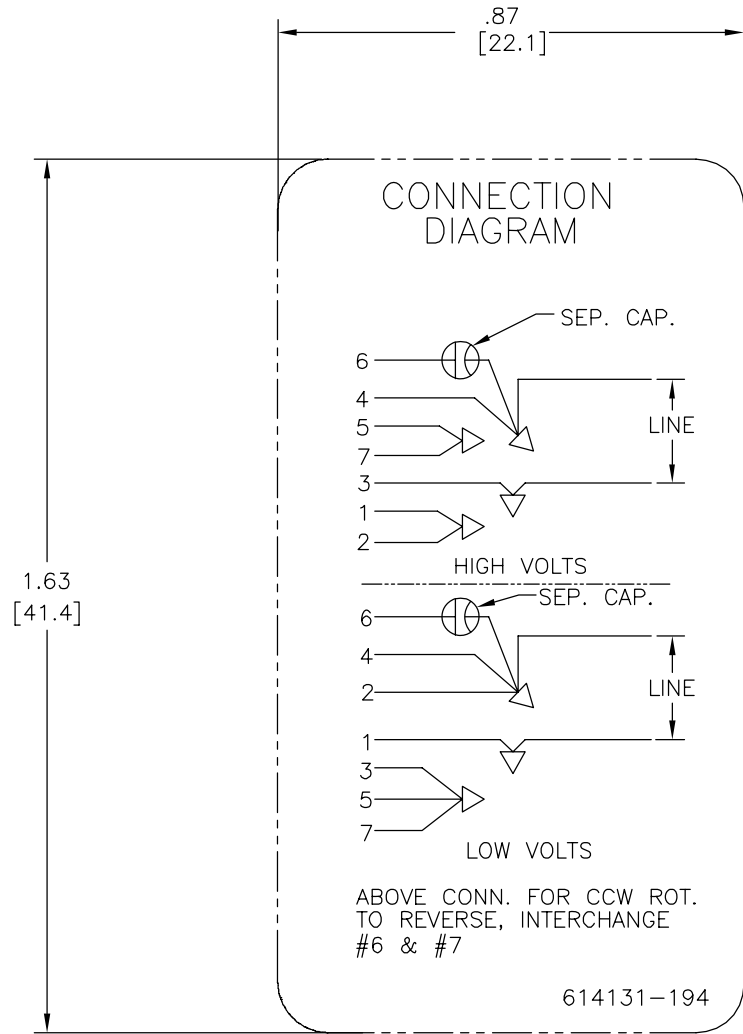 .87
[22.1]
CONNECTION
DIAGRAM
SEP. CAP.
6
4
5
LINE
7
3
1
2
HIGH VOLTS
1.63
[41.4]
SEP. CAP.
6
4
2
LINE
1
3
5
7
LOW VOLTS
ABOVE CONN. FOR CCW ROT.
TO REVERSE, INTERCHANGE
#6 & #7
614131-194